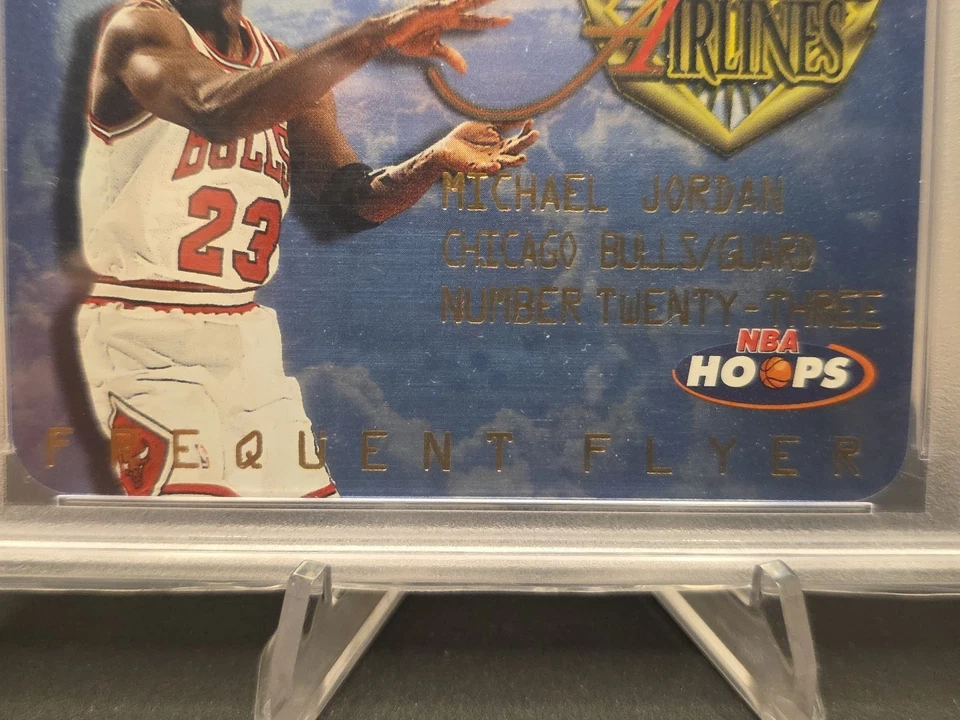 AIRLINES
BULLS
23
MICHAEL JORDAN
CHICAGO BULLS/GUARD
NUMBER TWENTY-THREE
NBA
HOOPS
FREQUENT FLYER